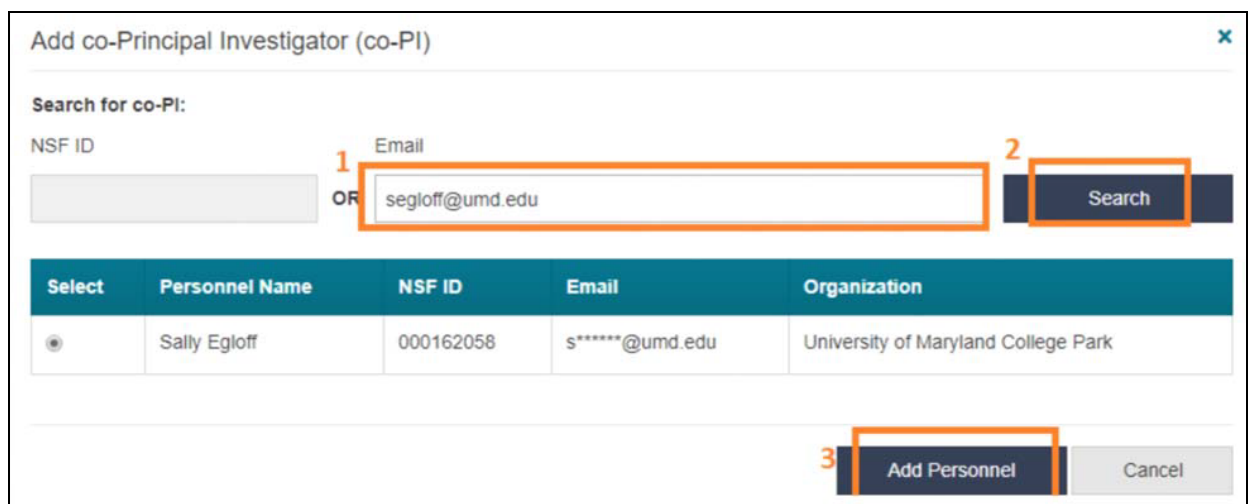 Add co-Principal Investigator (co-PI) ×
Search for co-PI:
NSF ID Email
1 2
OR segloff@umd.edu Search
Select Personnel Name NSF ID Email Organization
Sally Egloff 000162058 s******@umd.edu University of Maryland College Park
3 Add Personnel Cancel